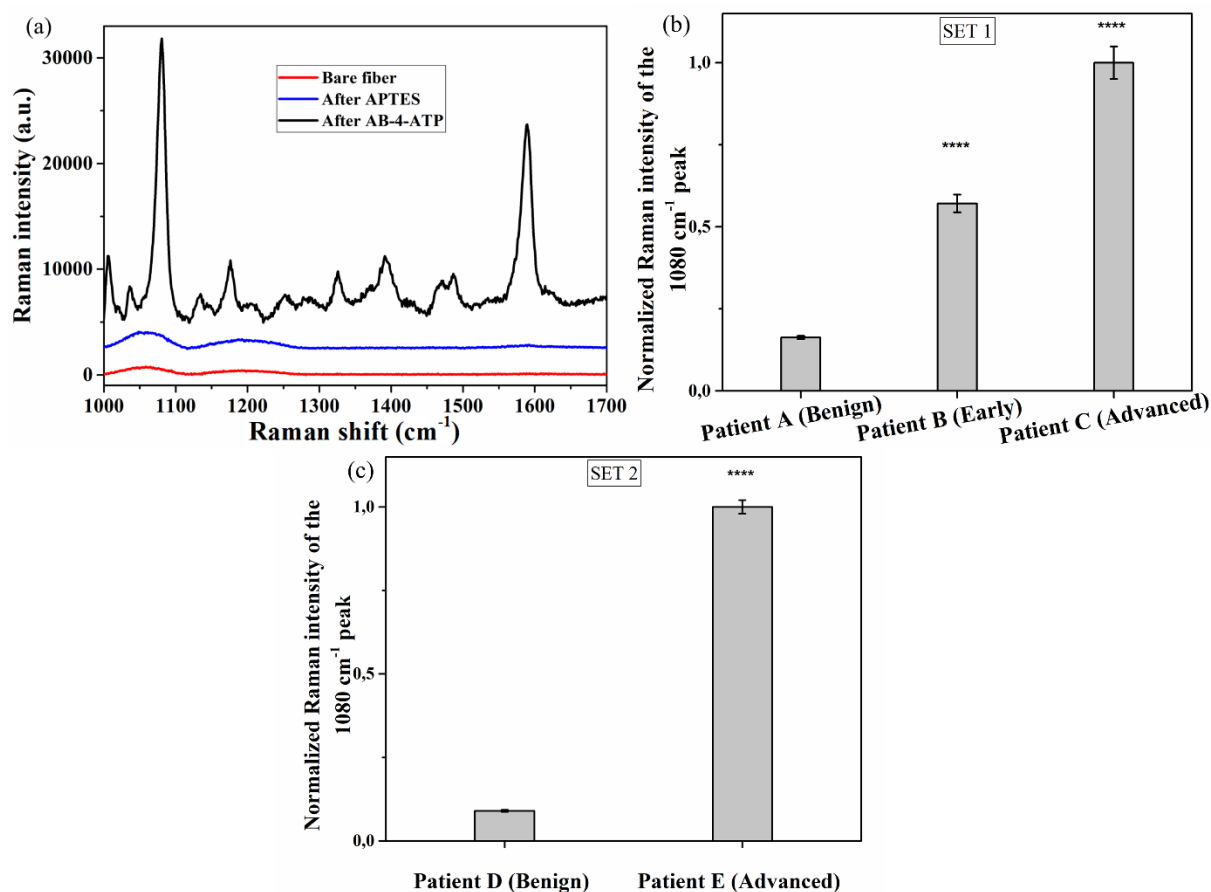 (a)
30000
20000
10000
0
Raman intensity (a.u.)
Bare fiber
After APTES
After AB-4-ATP
1000 1100 1200 1300 1400 1500 1600 1700
Raman shift (cm⁻¹)
(b)
SET 1
****
****
1,0
0,5
0,0
Normalized Raman intensity of the
1080 cm⁻¹ peak
Patient A (Benign) Patient B (Early) Patient C (Advanced)
(c)
SET 2
****
1,0
0,5
0,0
Normalized Raman intensity of the
1080 cm⁻¹ peak
Patient D (Benign) Patient E (Advanced)